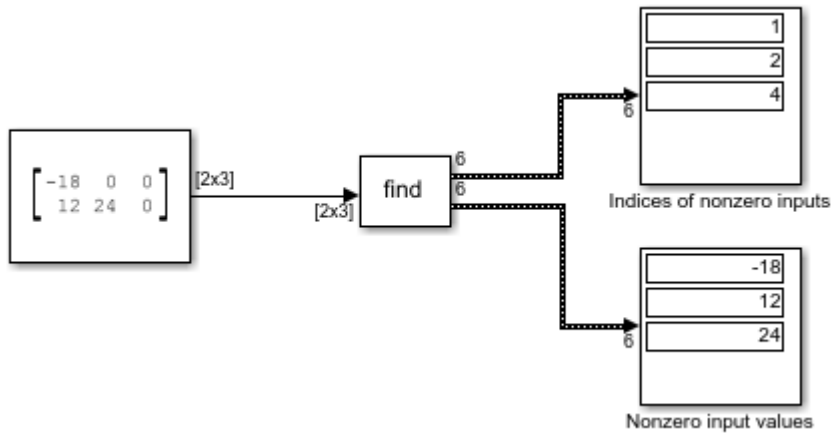 -18 0 0
12 24 0
[2x3]
[2x3]
find
6
6
6
1
2
4
Indices of nonzero inputs
6
-18
12
24
Nonzero input values